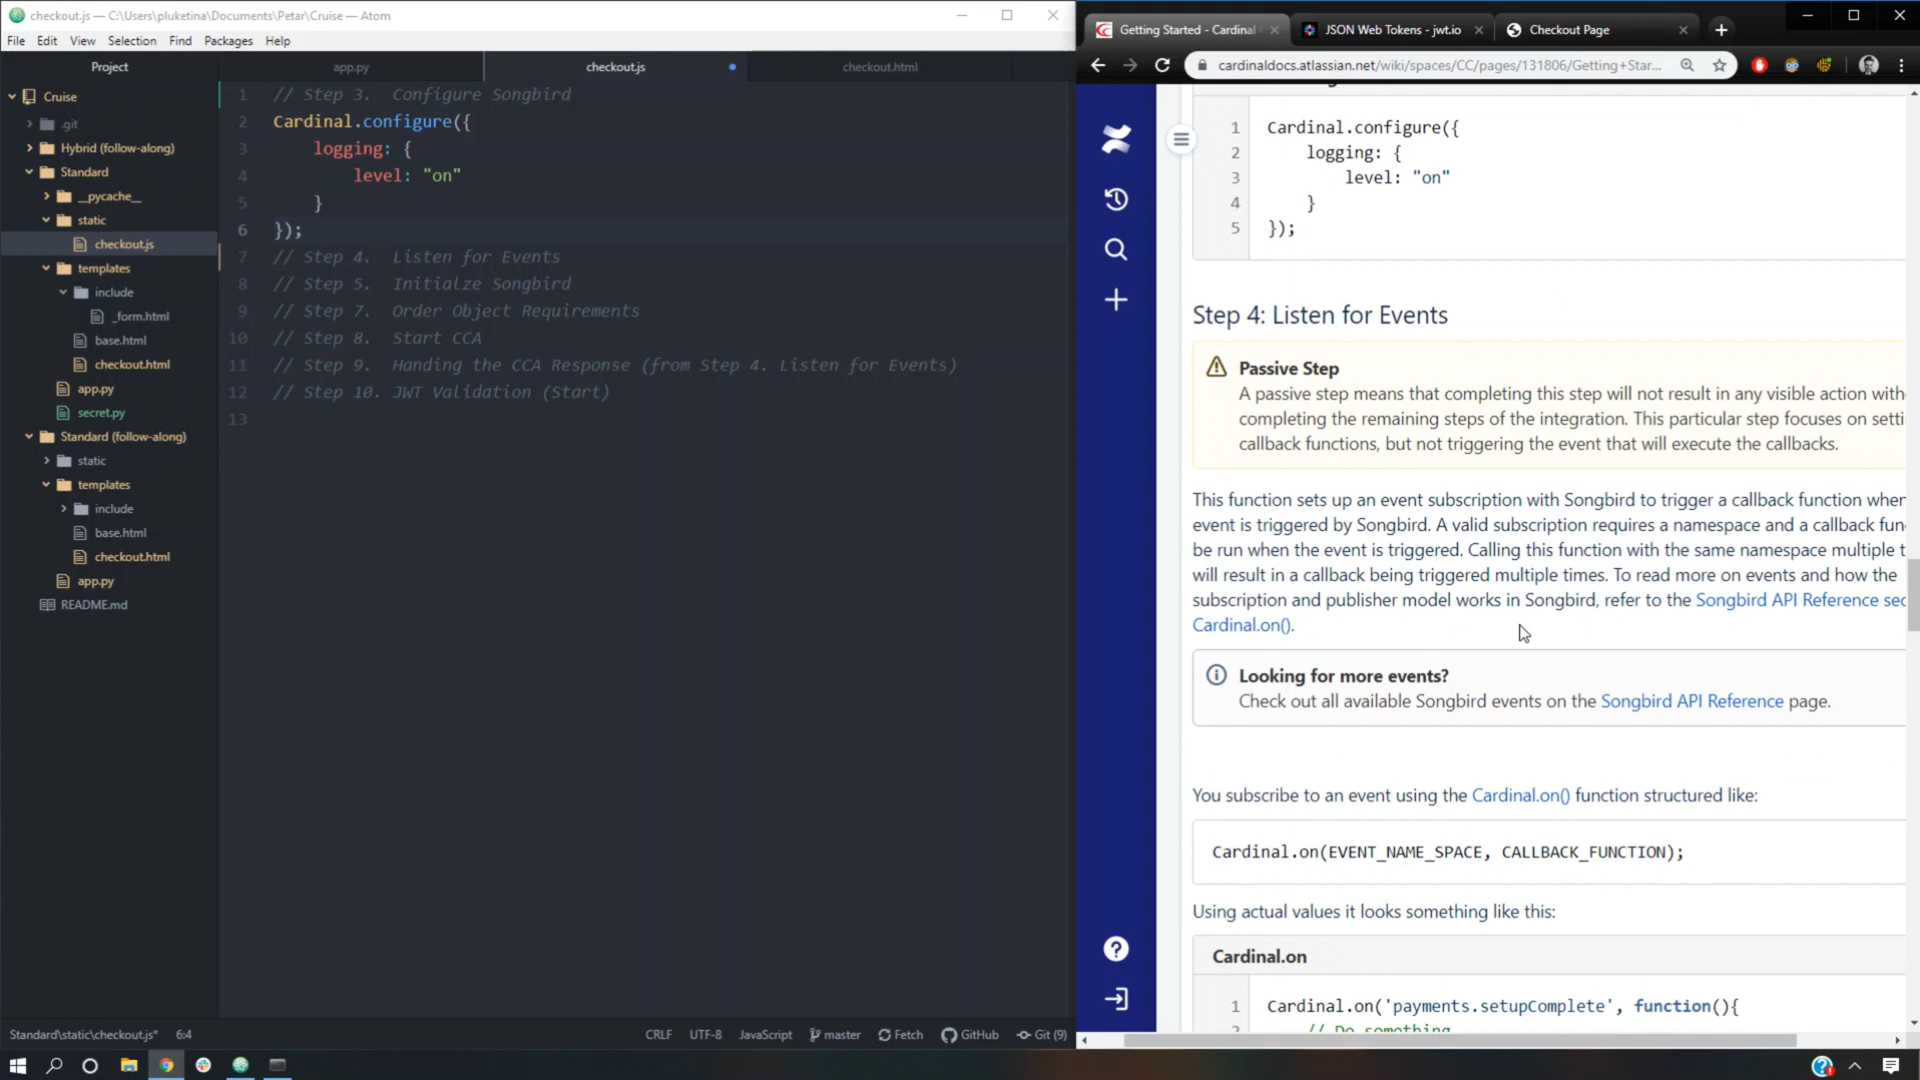 checkout.js — C:\Users\pluketina\Documents\Petar\Cruise — Atom
File Edit View Selection Find Packages Help
Project
Cruise
.git
Hybrid (follow-along)
Standard
__pycache__
static
checkout.js
templates
include
_form.html
base.html
checkout.html
app.py
secret.py
Standard (follow-along)
static
templates
include
base.html
checkout.html
app.py
README.md
app.py checkout.js checkout.html
1 // Step 3. Configure Songbird
2 Cardinal.configure({
3 logging: {
4 level: "on"
5 }
6 });
7 // Step 4. Listen for Events
8 // Step 5. Initialze Songbird
9 // Step 7. Order Object Requirements
10 // Step 8. Start CCA
11 // Step 9. Handing the CCA Response (from Step 4. Listen for Events)
12 // Step 10. JWT Validation (Start)
13
Standard\static\checkout.js* 6:4 CRLF UTF-8 JavaScript master Fetch GitHub Git (9)
Getting Started - Cardinal JSON Web Tokens - jwt.io Checkout Page
cardinaldocs.atlassian.net/wiki/spaces/CC/pages/131806/Getting+Star...
1 Cardinal.configure({
2 logging: {
3 level: "on"
4 }
5 });
Step 4: Listen for Events
Passive Step
A passive step means that completing this step will not result in any visible action with
completing the remaining steps of the integration. This particular step focuses on setti
callback functions, but not triggering the event that will execute the callbacks.
This function sets up an event subscription with Songbird to trigger a callback function when
event is triggered by Songbird. A valid subscription requires a namespace and a callback fun
be run when the event is triggered. Calling this function with the same namespace multiple t
will result in a callback being triggered multiple times. To read more on events and how the
subscription and publisher model works in Songbird, refer to the Songbird API Reference sec
Cardinal.on().
Looking for more events?
Check out all available Songbird events on the Songbird API Reference page.
You subscribe to an event using the Cardinal.on() function structured like:
Cardinal.on(EVENT_NAME_SPACE, CALLBACK_FUNCTION);
Using actual values it looks something like this:
Cardinal.on
1 Cardinal.on('payments.setupComplete', function(){
2 // Do something